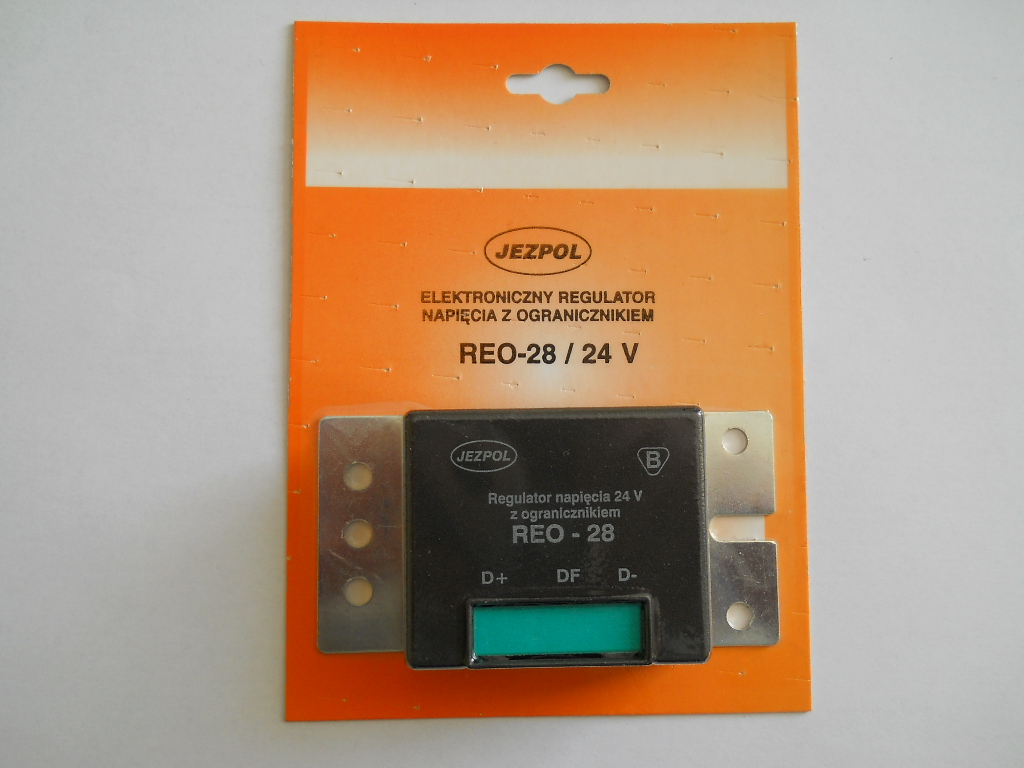 JEZPOL
ELEKTRONICZNY REGULATOR
NAPIĘCIA Z OGRANICZNIKIEM
REO-28 / 24 V
JEZPOL
B
Regulator napięcia 24 V
z ogranicznikiem
REO - 28
D+ DF D-